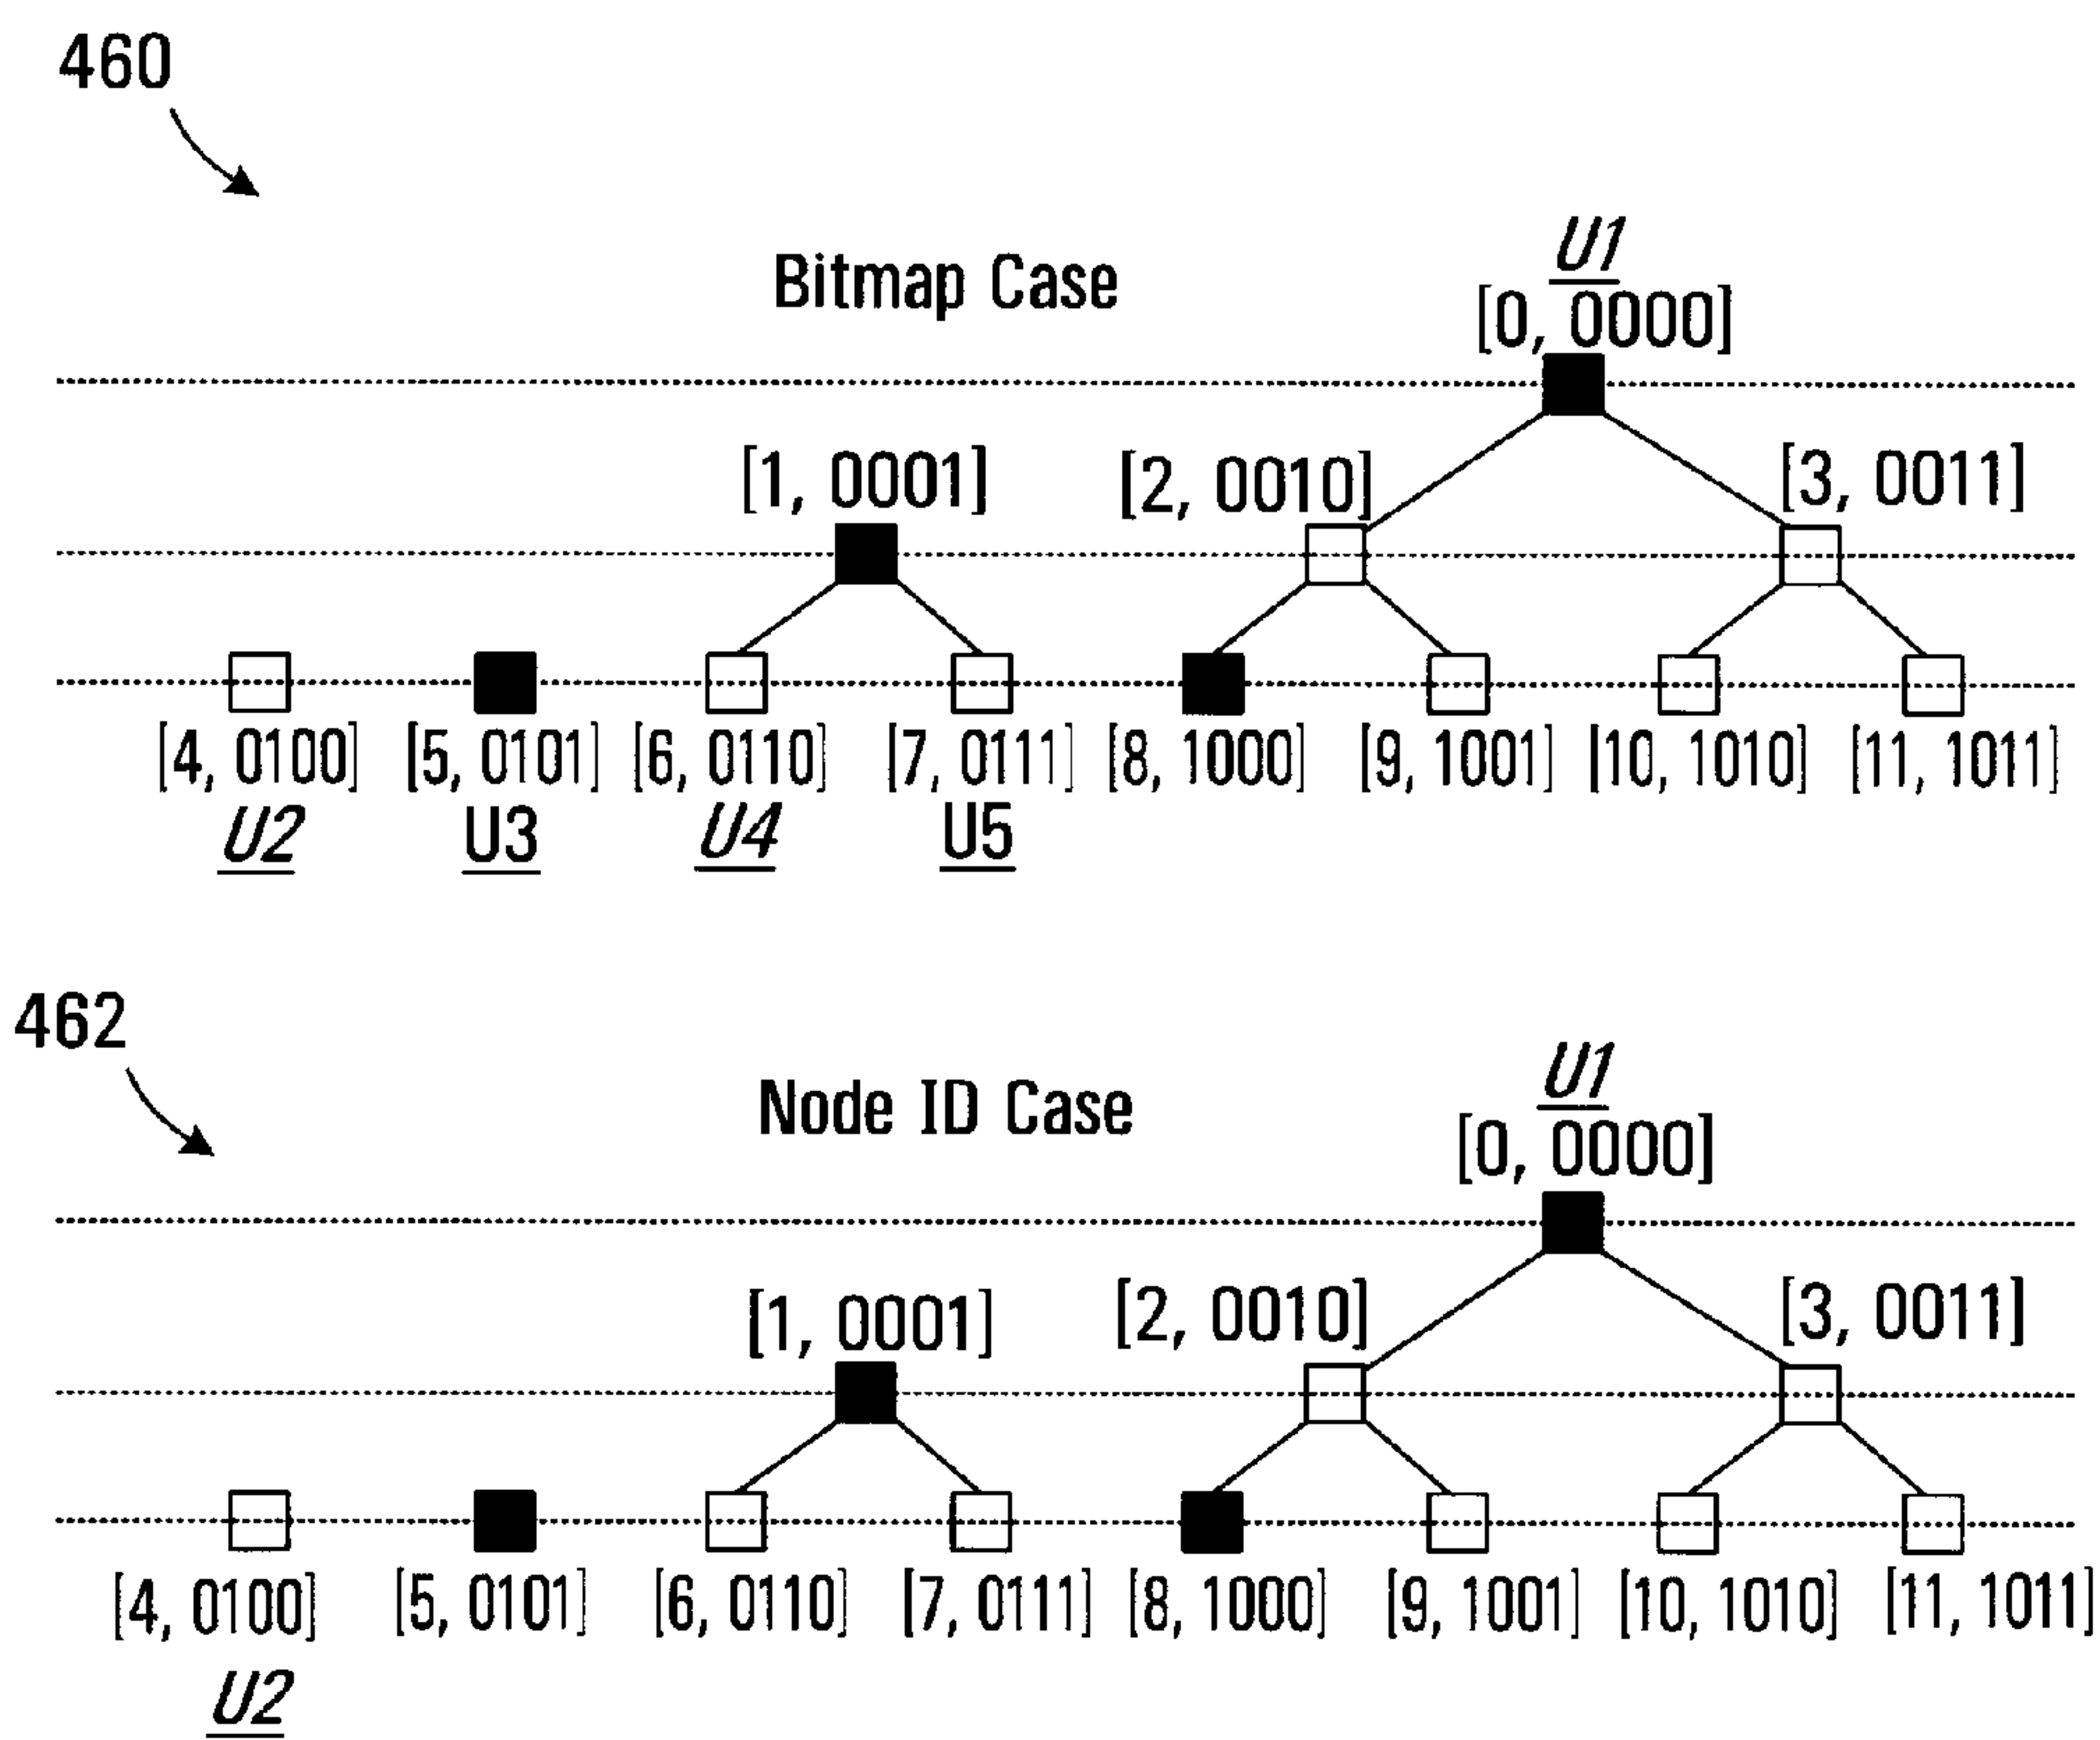 460
Bitmap Case
U1
[0, 0000]
[1, 0001] [2, 0010] [3, 0011]
[4, 0100] [5, 0101] [6, 0110] [7, 0111] [8, 1000] [9, 1001] [10, 1010] [11, 1011]
U2 U3 U4 U5
462
Node ID Case
U1
[0, 0000]
[1, 0001] [2, 0010] [3, 0011]
[4, 0100] [5, 0101] [6, 0110] [7, 0111] [8, 1000] [9, 1001] [10, 1010] [11, 1011]
U2